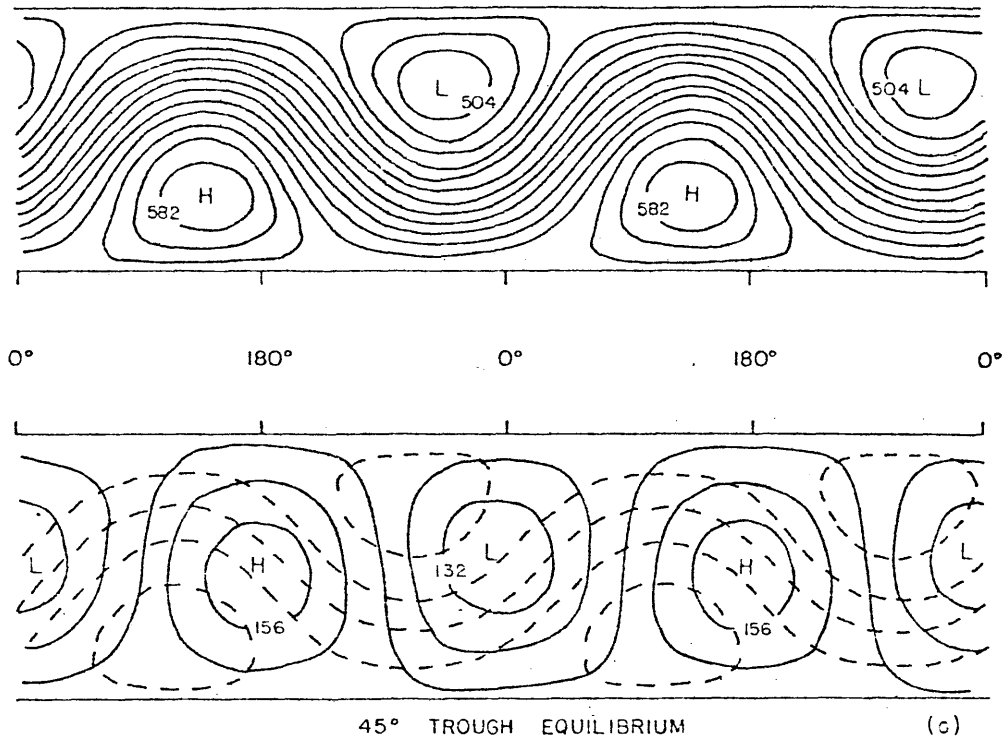 L 504 504 L
H H
582 582
0° 180° 0° 180° 0°
L H L H L
132
156 156
45° TROUGH EQUILIBRIUM (c)